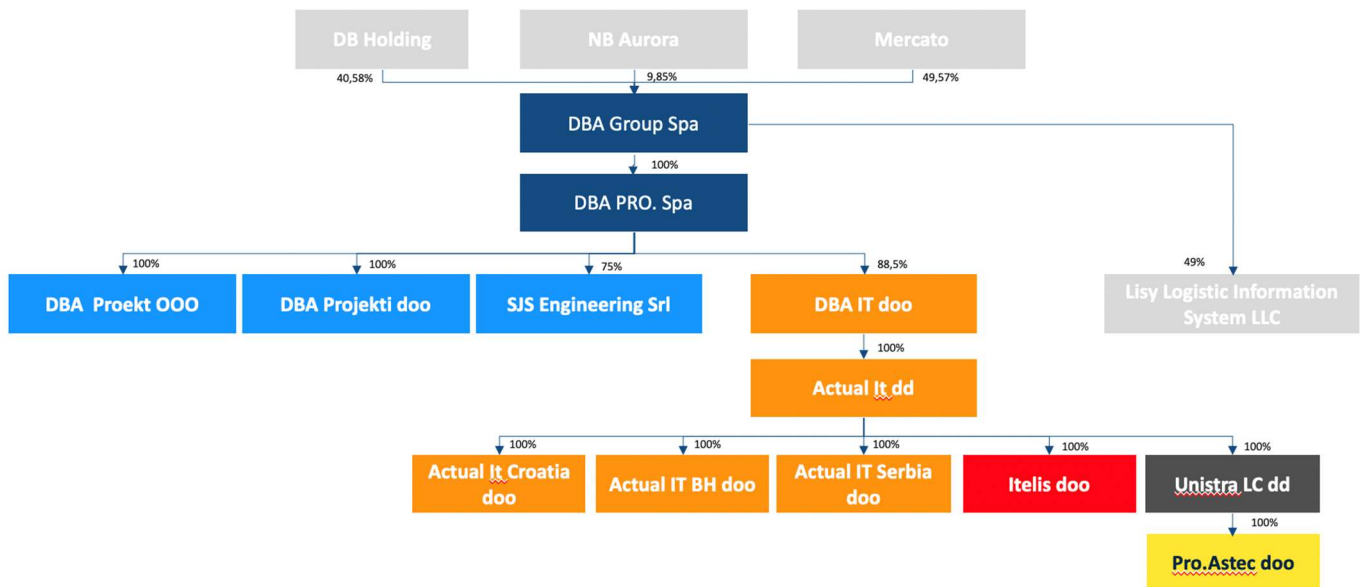 DB Holding
NB Aurora
Mercato
40,58%
9,85%
49,57%
DBA Group Spa
100%
DBA PRO. Spa
100%
100%
75%
88,5%
49%
DBA Proekt OOO
DBA Projekti doo
SJS Engineering Srl
DBA IT doo
Lisy Logistic Information
System LLC
100%
Actual It dd
100%
100%
100%
100%
100%
Actual It Croatia
doo
Actual IT BH doo
Actual IT Serbia
doo
Itelis doo
Unistra LC dd
100%
Pro.Astec doo